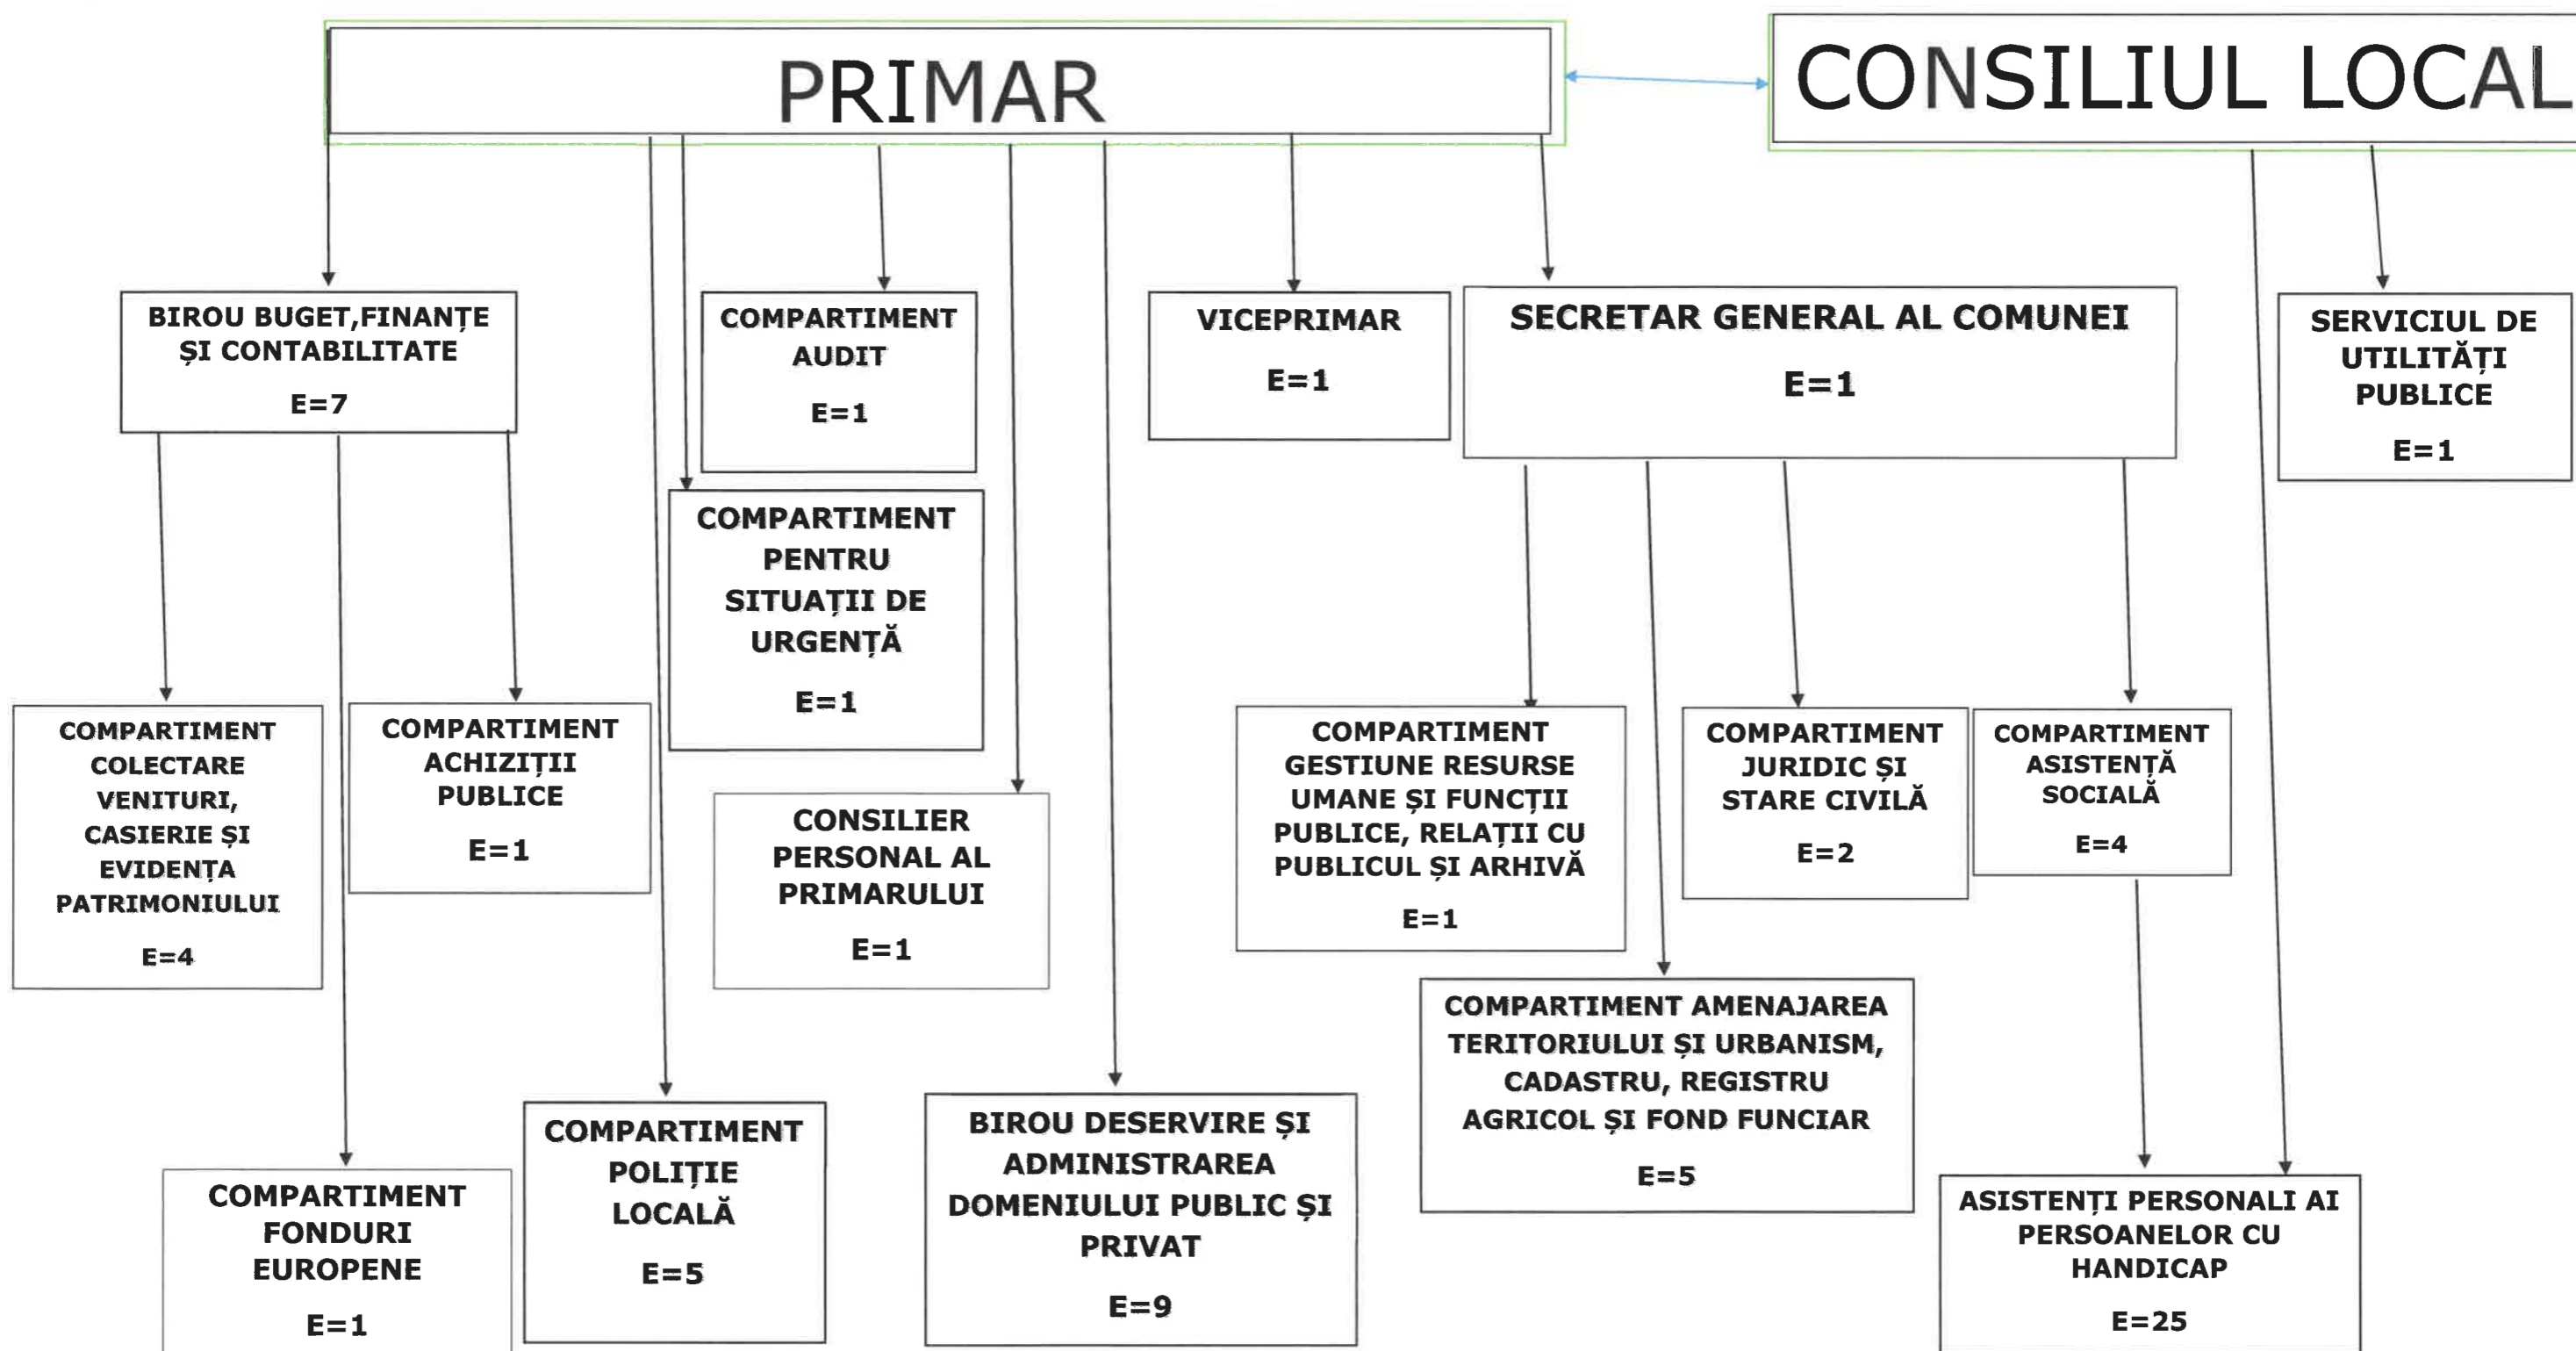 PRIMAR
CONSILIUL LOCAL
BIROU BUGET,FINANȚE
ȘI CONTABILITATE
E=7
COMPARTIMENT
AUDIT
E=1
VICEPRIMAR
E=1
SECRETAR GENERAL AL COMUNEI
E=1
SERVICIUL DE
UTILITĂȚI
PUBLICE
E=1
COMPARTIMENT
PENTRU
SITUAȚII DE
URGENȚĂ
E=1
COMPARTIMENT
COLECTARE
VENITURI,
CASIERIE ȘI
EVIDENȚA
PATRIMONIULUI
E=4
COMPARTIMENT
ACHIZIȚII
PUBLICE
E=1
CONSILIER
PERSONAL AL
PRIMARULUI
E=1
COMPARTIMENT
GESTIUNE RESURSE
UMANE ȘI FUNCȚII
PUBLICE, RELAȚII CU
PUBLICUL ȘI ARHIVĂ
E=1
COMPARTIMENT
JURIDIC ȘI
STARE CIVILĂ
E=2
COMPARTIMENT
ASISTENȚĂ
SOCIALĂ
E=4
COMPARTIMENT AMENAJAREA
TERITORIULUI ȘI URBANISM,
CADASTRU, REGISTRU
AGRICOL ȘI FOND FUNCIAR
E=5
COMPARTIMENT
FONDURI
EUROPENE
E=1
COMPARTIMENT
POLIȚIE
LOCALĂ
E=5
BIROU DESERVIRE ȘI
ADMINISTRAREA
DOMENIULUI PUBLIC ȘI
PRIVAT
E=9
ASISTENȚI PERSONALI AI
PERSOANELOR CU
HANDICAP
E=25